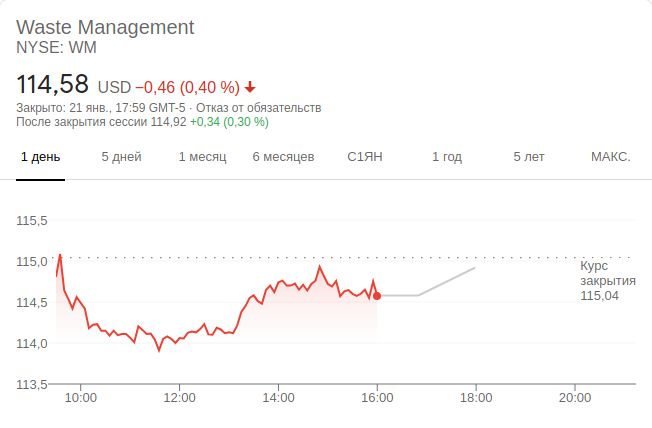 Waste Management
NYSE: WM
114,58 USD −0,46 (0,40 %)
Закрыто: 21 янв., 17:59 GMT-5 · Отказ от обязательств
После закрытия сессии 114,92 +0,34 (0,30 %)
1 день 5 дней 1 месяц 6 месяцев С1ЯН 1 год 5 лет МАКС.
115,5
115,0
114,5
114,0
113,5
Курс
закрытия
115,04
10:00 12:00 14:00 16:00 18:00 20:00